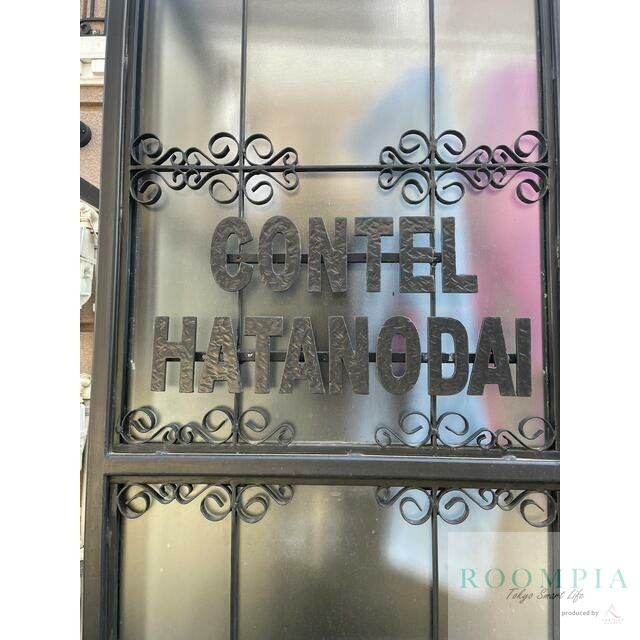 CONTEL
HATANODAI
ROOMPIA
Tokyo Smart Life
produced by